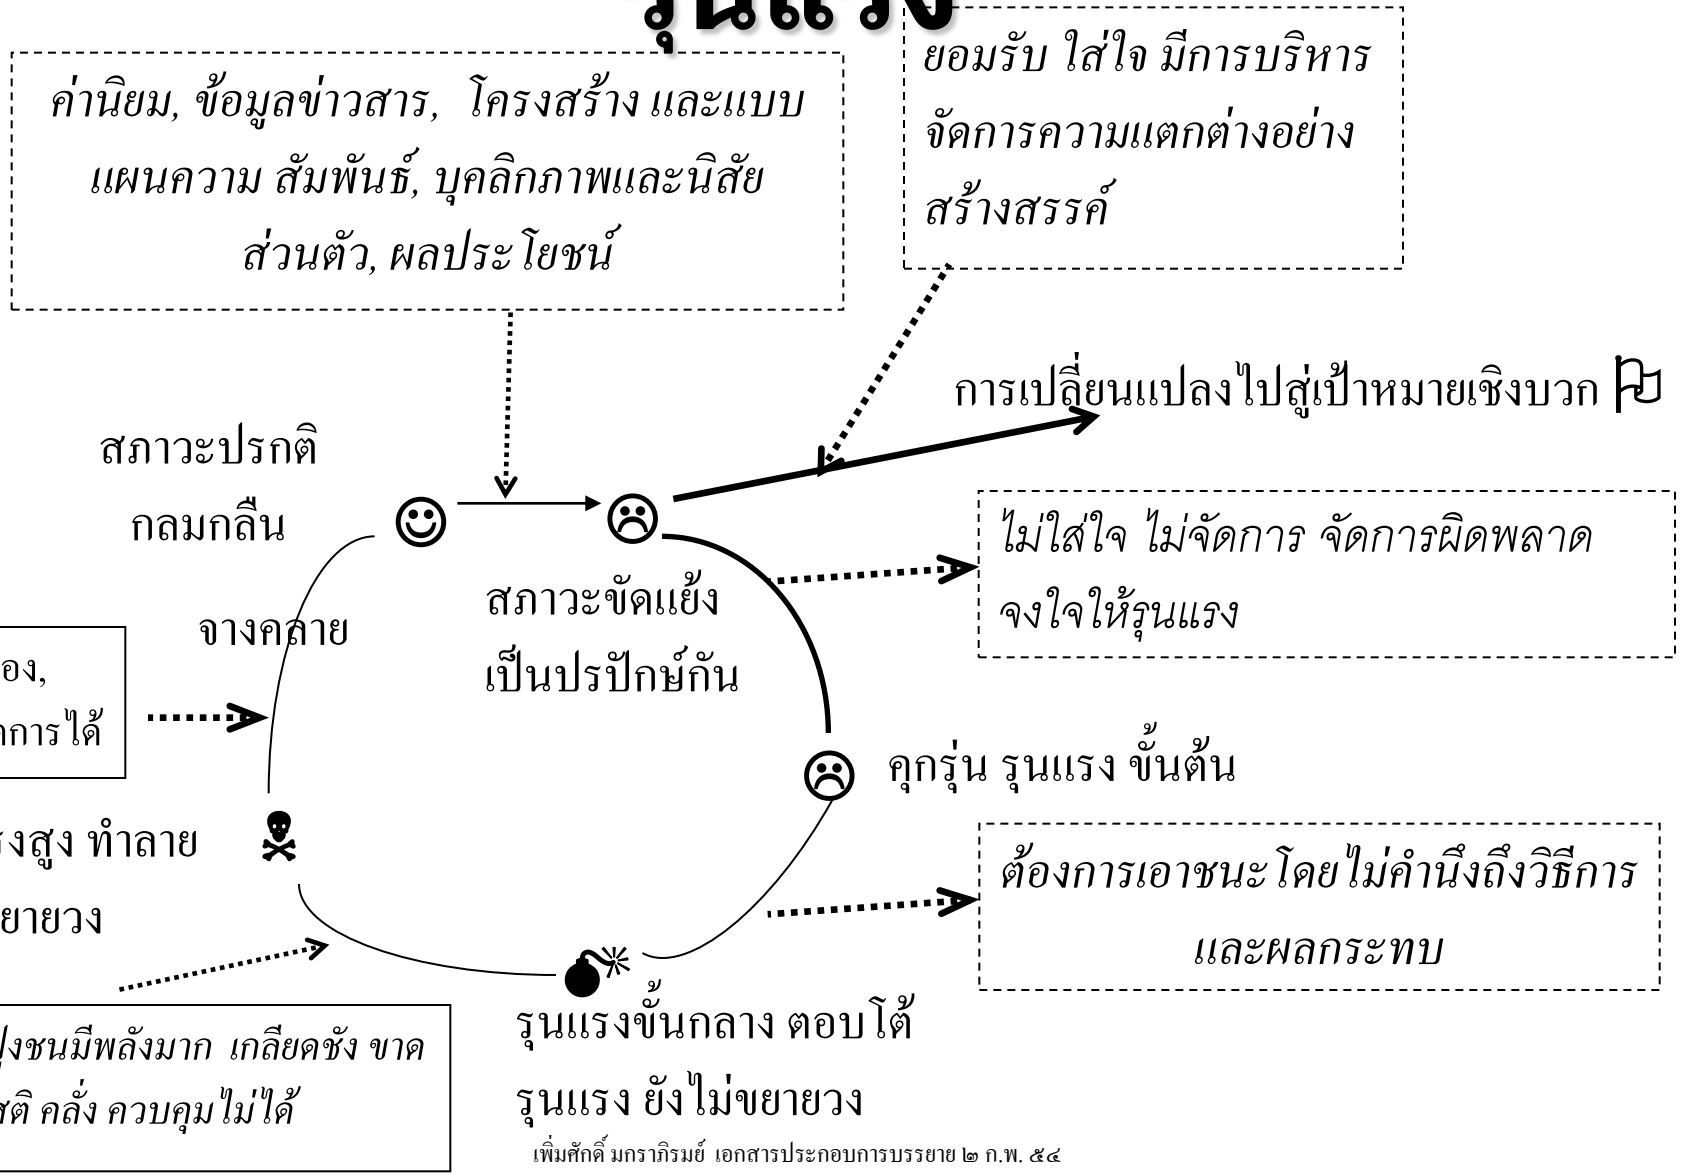 รุนแรง
ค่านิยม, ข้อมูลข่าวสาร, โครงสร้าง และแบบ
แผนความ สัมพันธ์, บุคลิกภาพและนิสัย
ส่วนตัว, ผลประโยชน์
ยอมรับ ใส่ใจ มีการบริหาร
จัดการความแตกต่างอย่าง
สร้างสรรค์
การเปลี่ยนแปลงไปสู่เป้าหมายเชิงบวก
สภาวะปรกติ
กลมกลืน
ไม่ใส่ใจ ไม่จัดการ จัดการผิดพลาด
จงใจให้รุนแรง
สภาวะขัดแย้ง
เป็นปรปักษ์กัน
จางคลาย
อง,
การได้
คุกรุ่น รุนแรง ขั้นต้น
รงสูง ทำลาย
ขยายวง
ต้องการเอาชนะโดยไม่คำนึงถึงวิธีการ
และผลกระทบ
รุนแรงขั้นกลาง ตอบโต้
รุนแรง ยังไม่ขยายวง
ูงชนมีพลังมาก เกลียดชัง ขาด
สติ คลั่ง ควบคุมไม่ได้
เพิ่มศักดิ์ มกราภิรมย์ เอกสารประกอบการบรรยาย ๒ ก.พ. ๕๔